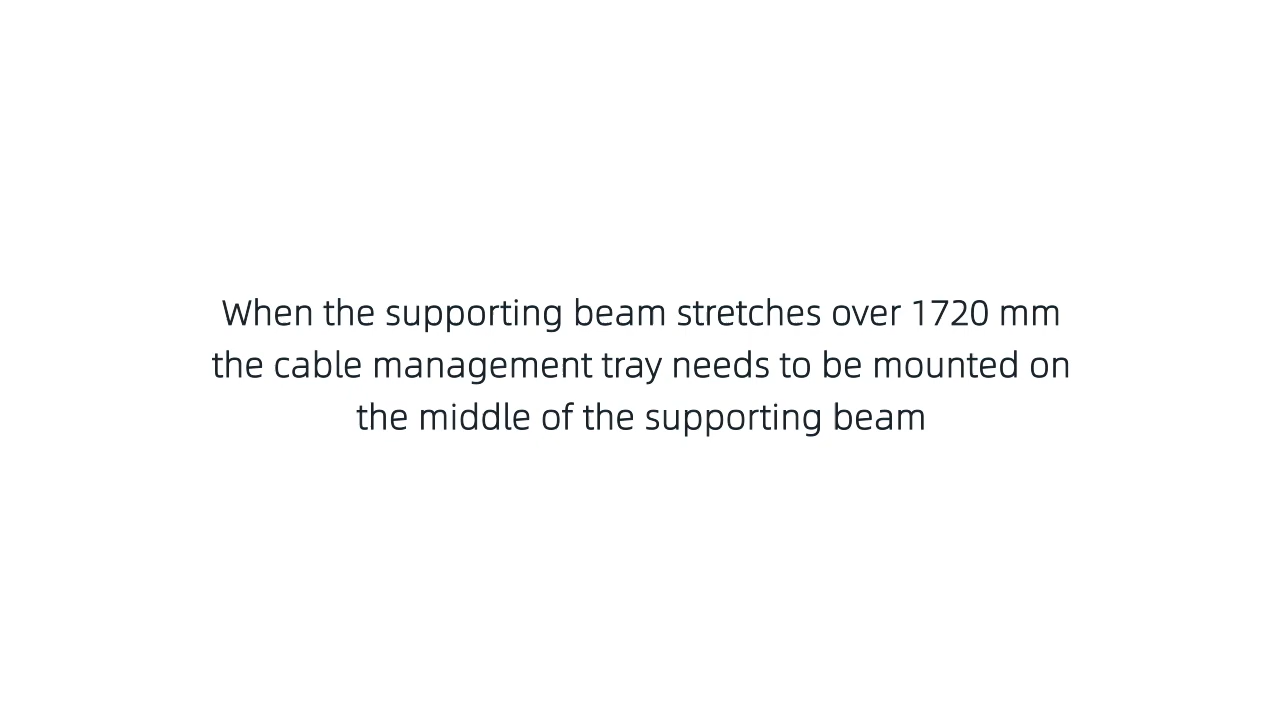 When the supporting beam stretches over 1720 mm
the cable management tray needs to be mounted on
the middle of the supporting beam